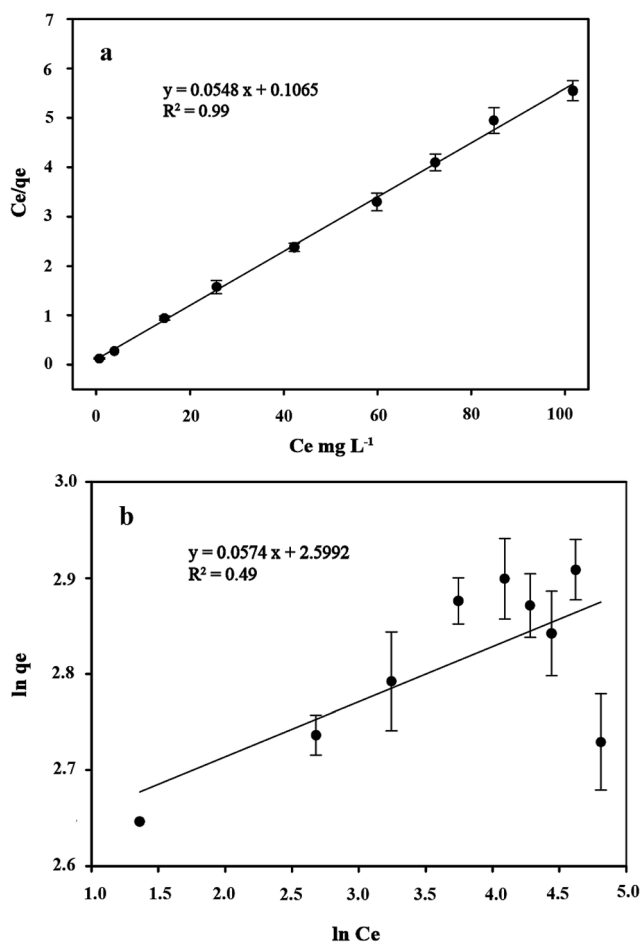 a
y = 0.0548 x + 0.1065
R² = 0.99
Ce/qe
7
6
5
4
3
2
1
0
0 20 40 60 80 100
Ce mg L⁻¹
b
y = 0.0574 x + 2.5992
R² = 0.49
ln qe
3.0
2.9
2.8
2.7
2.6
1.0 1.5 2.0 2.5 3.0 3.5 4.0 4.5 5.0
ln Ce